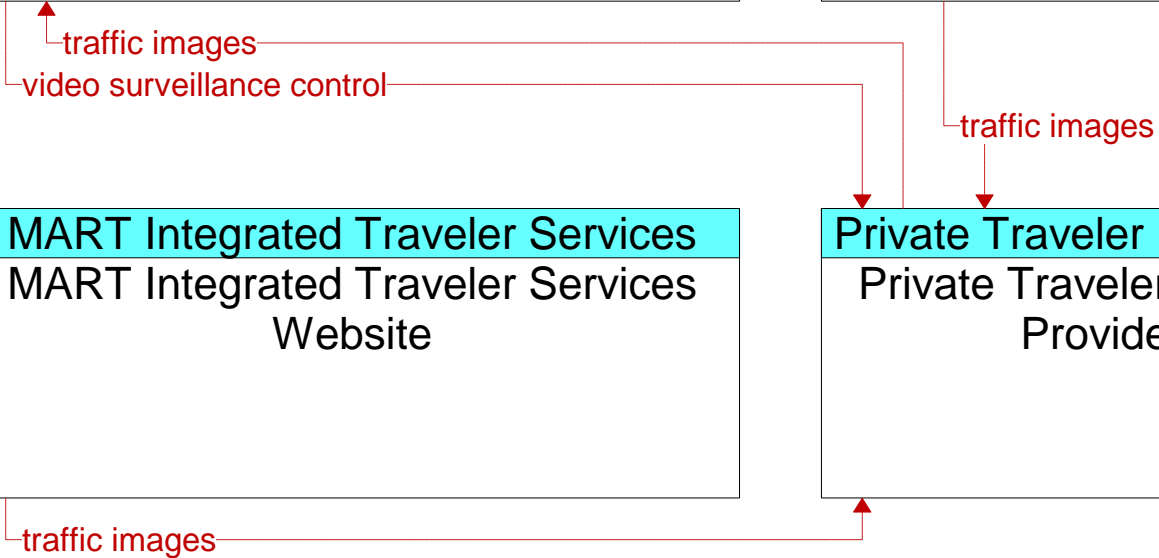 traffic images
video surveillance control
traffic images
MART Integrated Traveler Services
MART Integrated Traveler Services
Website
Private Traveler
Private Traveler
Provide
traffic images